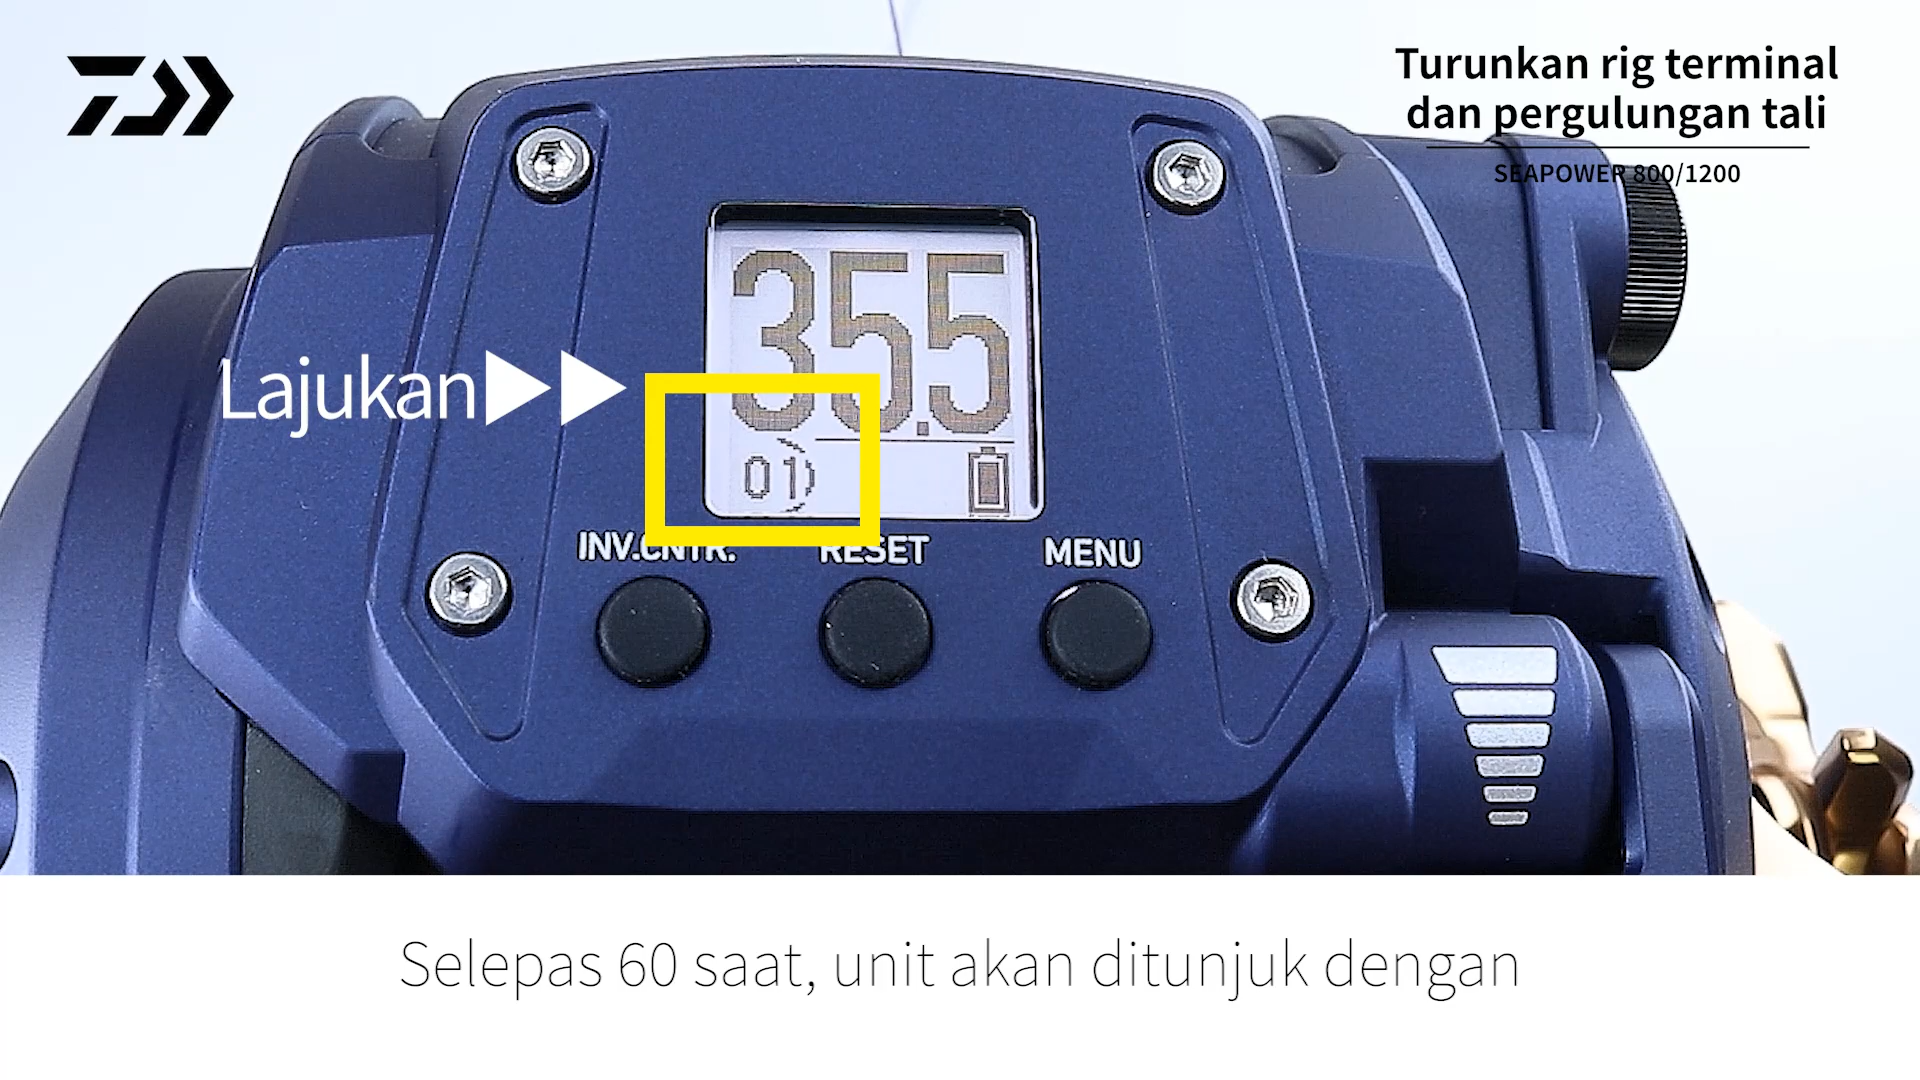 Turunkan rig terminal
dan pergulungan tali
SEAPOWER 800/1200
35.5
Lajukan
01
INV.CNTR. RESET MENU
Selepas 60 saat, unit akan ditunjuk dengan